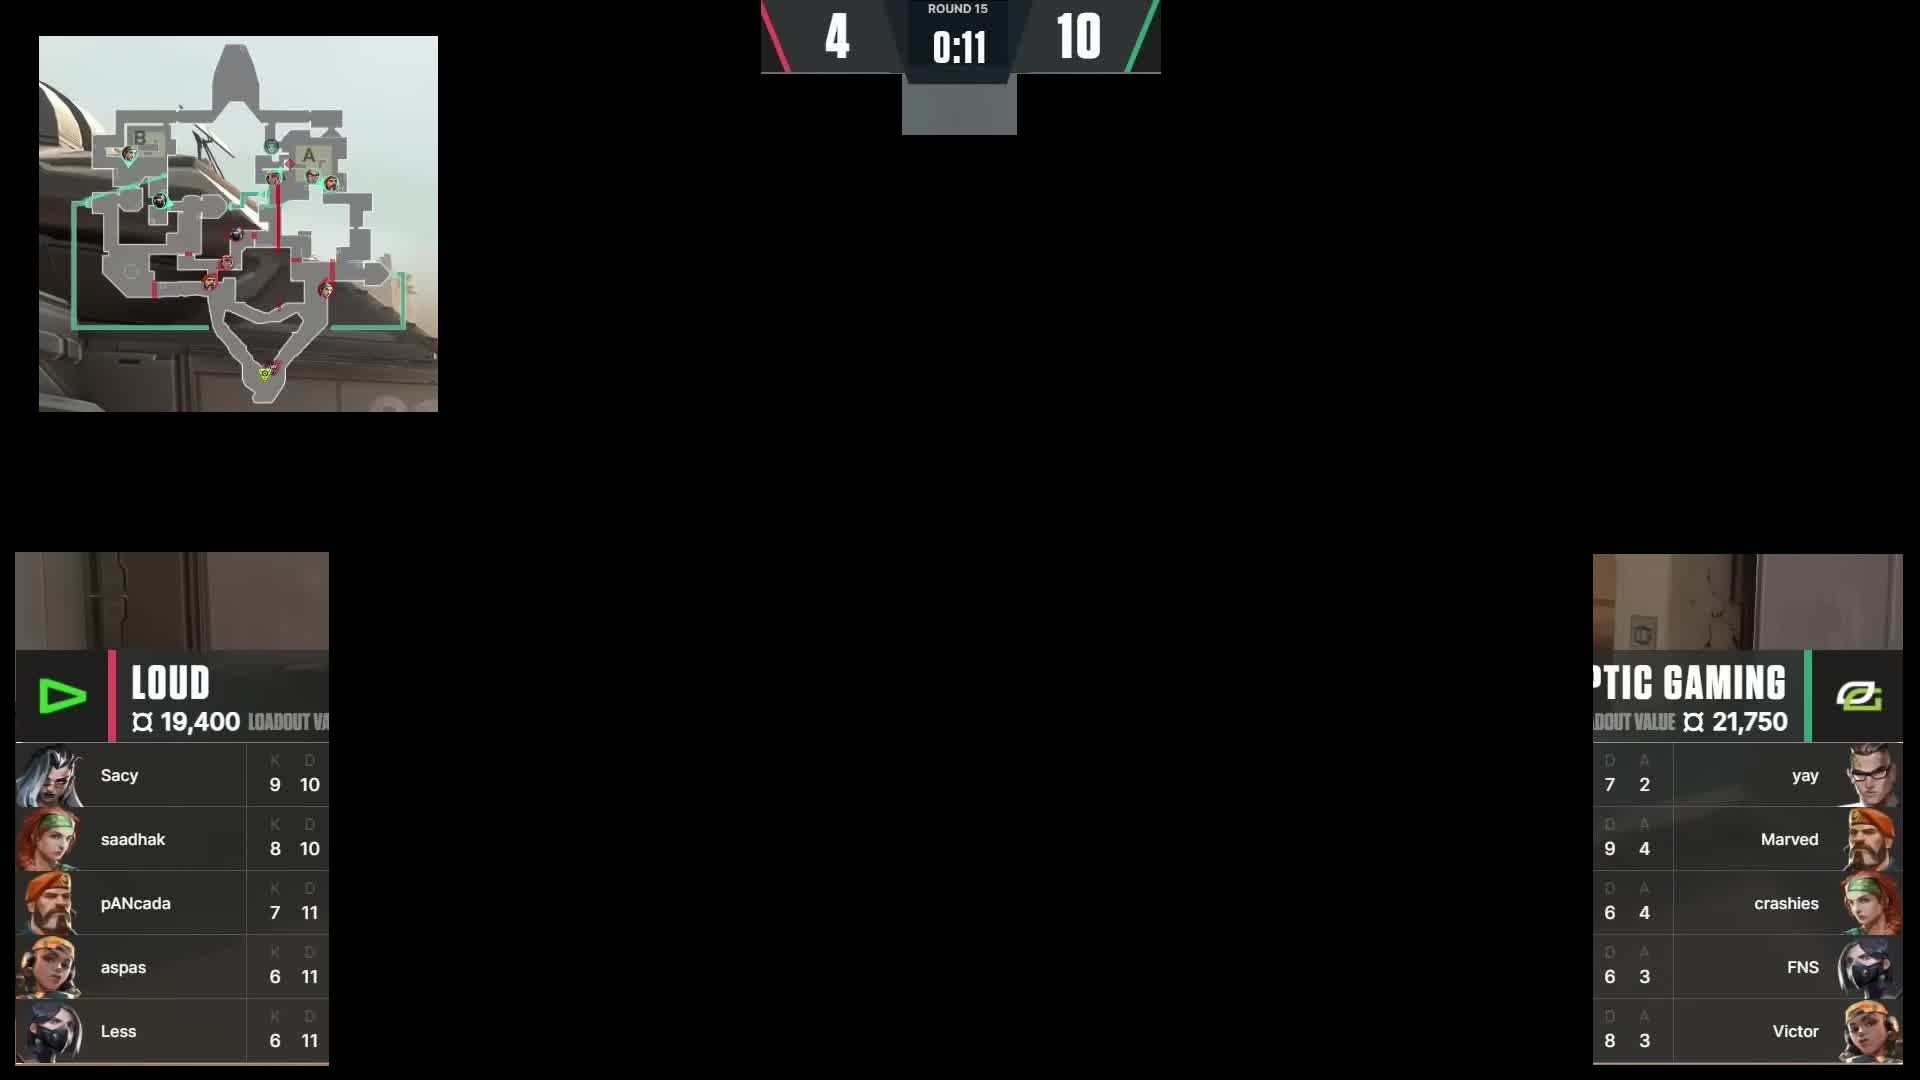 4
ROUND 15
0:11
10
B
A
LOUD
¤ 19,400 LOADOUT VA
K D
Sacy 9 10
K D
saadhak 8 10
K D
pANcada 7 11
K D
aspas 6 11
K D
Less 6 11
PTIC GAMING
DOUT VALUE ¤ 21,750
D A
7 2 yay
D A
9 4 Marved
D A
6 4 crashies
D A
6 3 FNS
D A
8 3 Victor